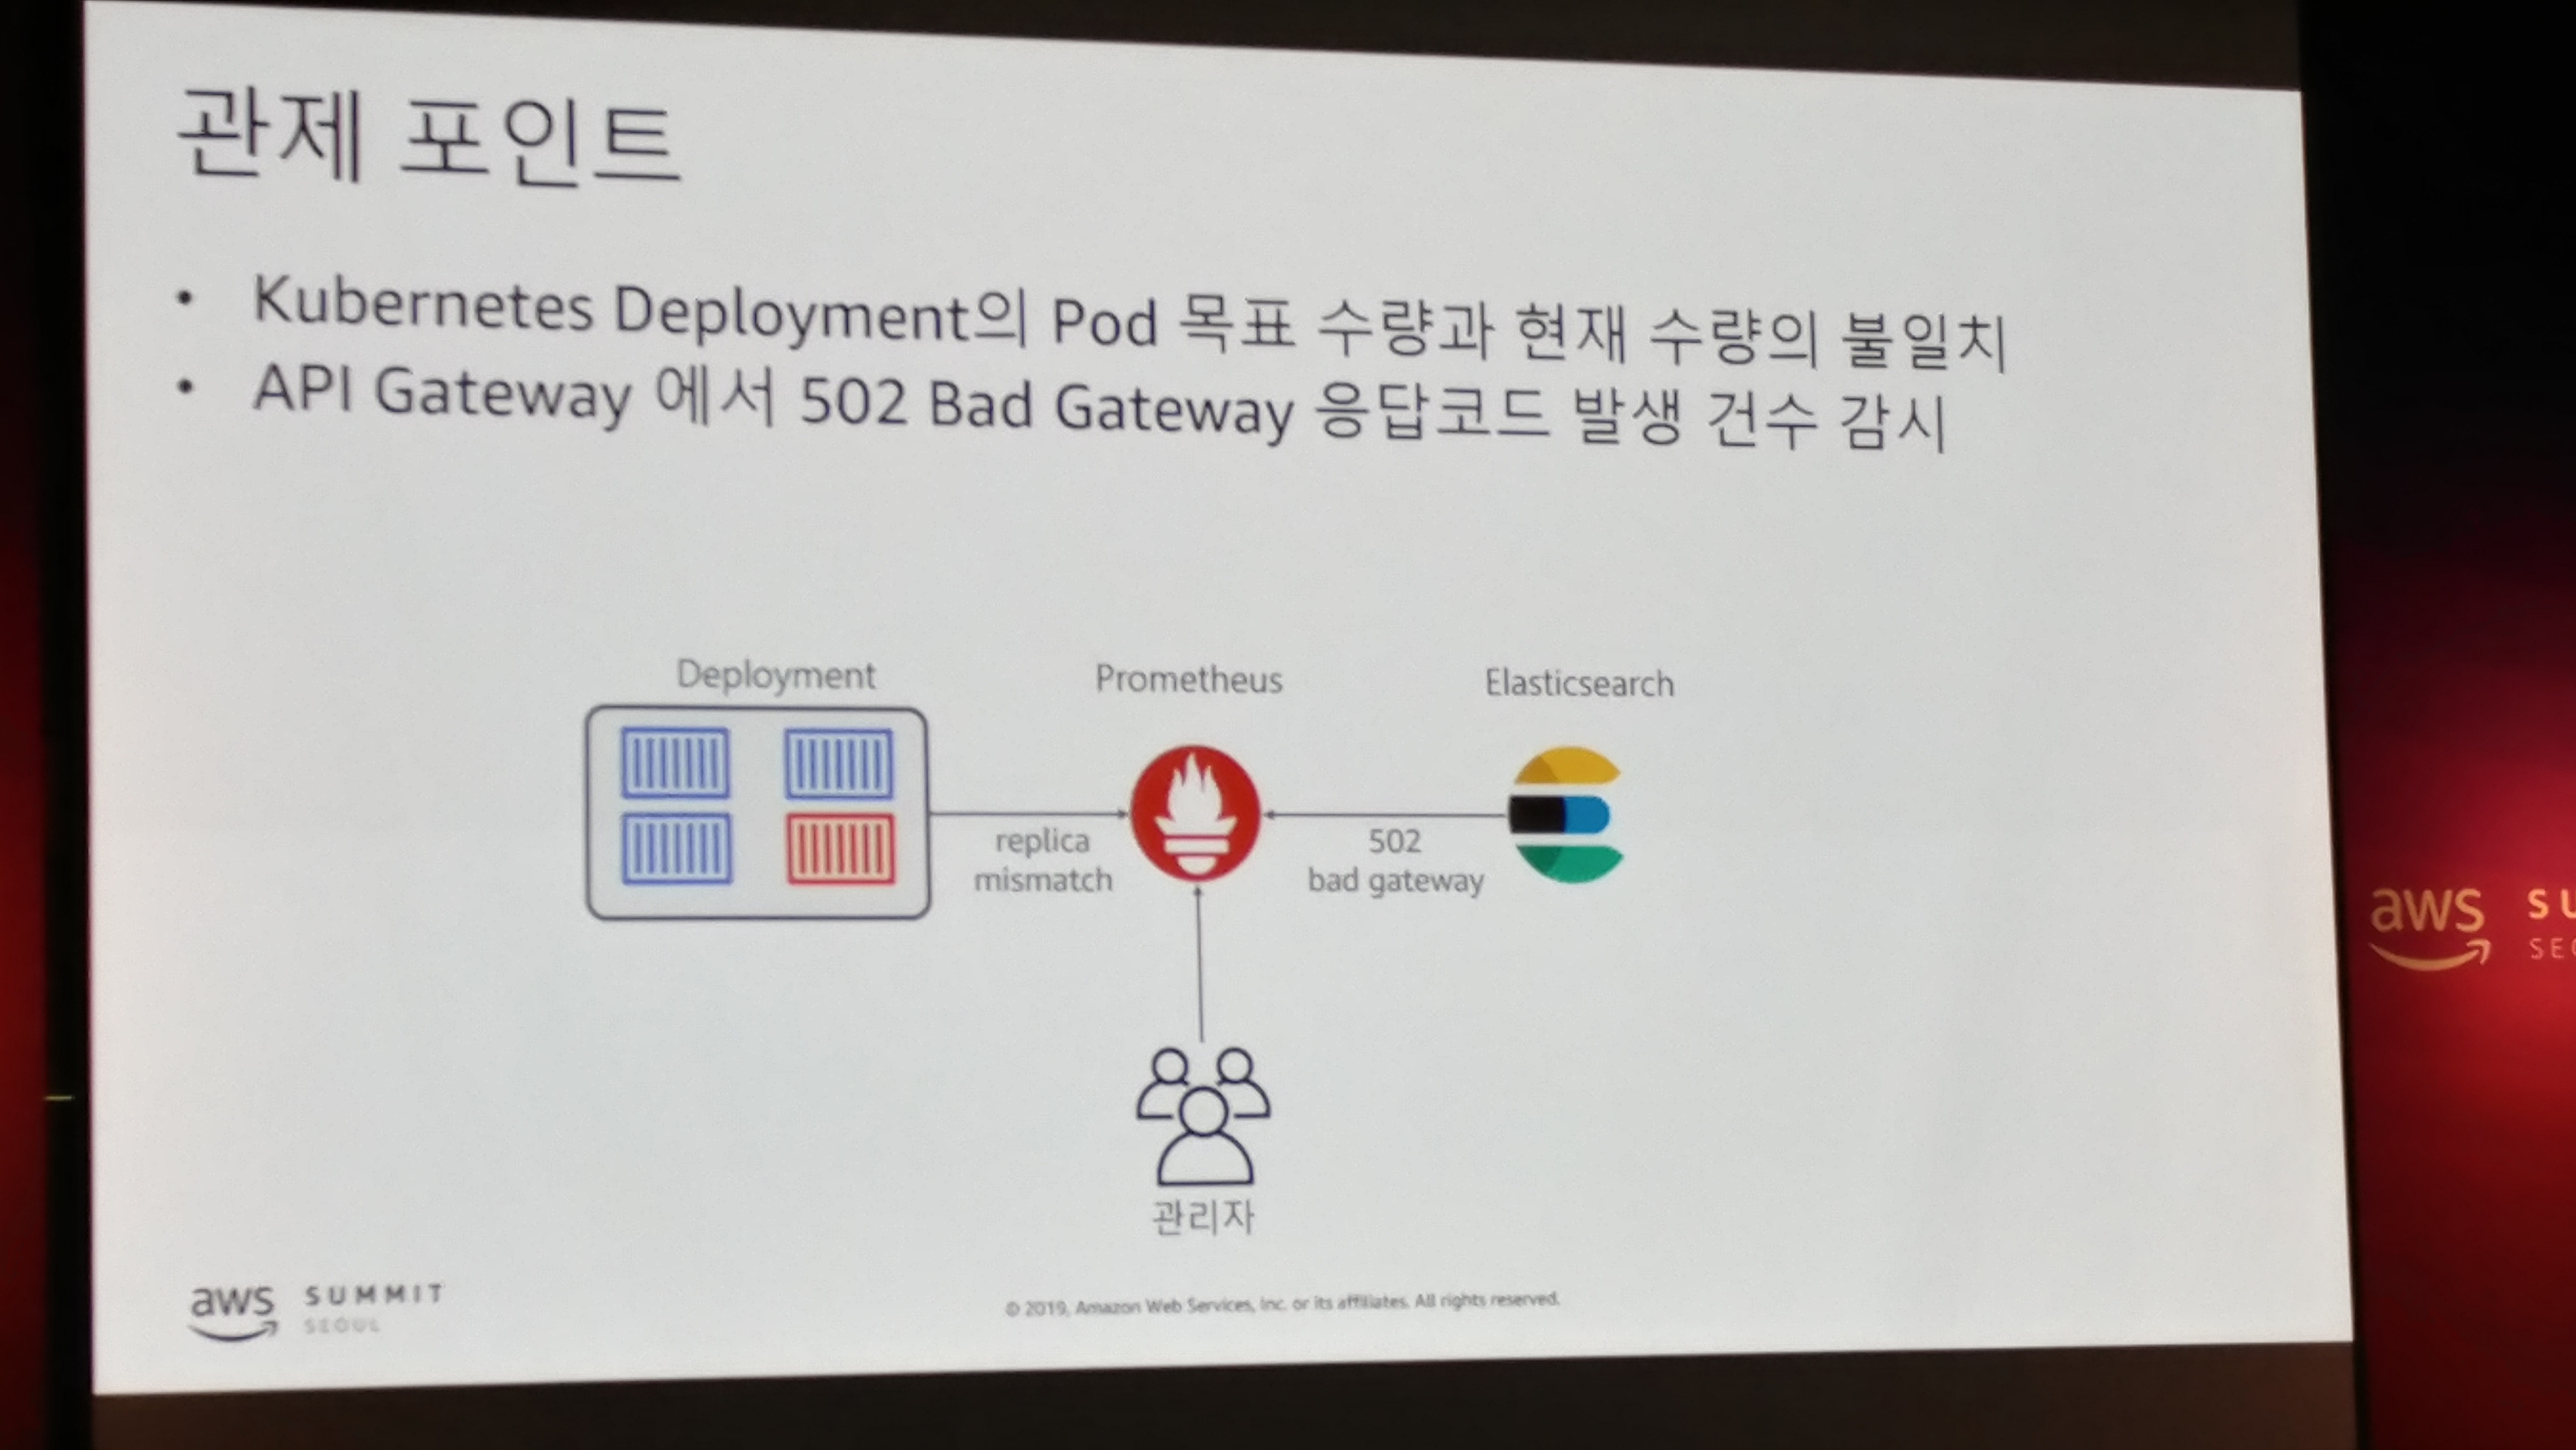 관제 포인트
• Kubernetes Deployment의 Pod 목표 수량과 현재 수량의 불일치
• API Gateway 에서 502 Bad Gateway 응답코드 발생 건수 감시
Deployment
Prometheus
Elasticsearch
replica
mismatch
502
bad gateway
관리자
aws SUMMIT
SEOUL
© 2019, Amazon Web Services, Inc. or its affiliates. All rights reserved.
aws SU
SEO